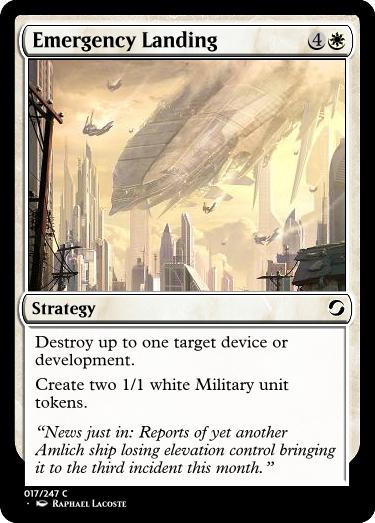 Emergency Landing 4
Strategy
Destroy up to one target device or
development.
Create two 1/1 white Military unit
tokens.
“News just in: Reports of yet another
Amlich ship losing elevation control bringing
it to the third incident this month.”
017/247 C
· Raphael Lacoste